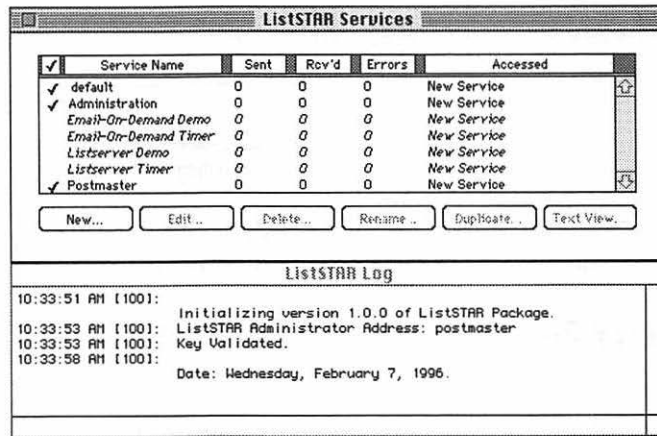 ListSTAR Services
✓ Service Name Sent Rcv'd Errors Accessed
✓ default 0 0 0 New Service
✓ Administration 0 0 0 New Service
Email-On-Demand Demo 0 0 0 New Service
Email-On-Demand Timer 0 0 0 New Service
Listserver Demo 0 0 0 New Service
Listserver Timer 0 0 0 New Service
✓ Postmaster 0 0 0 New Service
New... Edit... Delete... Rename... Duplicate... Text View.
ListSTAR Log
10:33:51 AM [100]:
Initializing version 1.0.0 of ListSTAR Package.
10:33:53 AM [100]: ListSTAR Administrator Address: postmaster
10:33:53 AM [100]: Key Validated.
10:33:58 AM [100]:
Date: Wednesday, February 7, 1996.